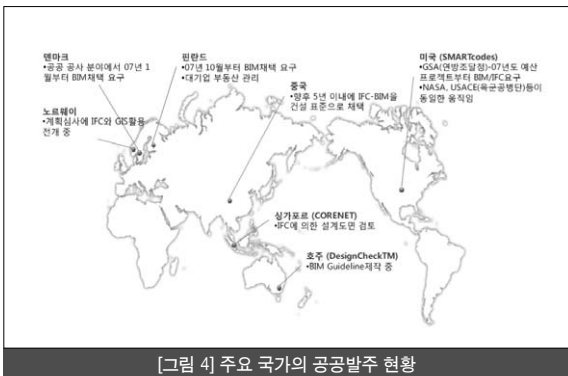 덴마크
•공공 공사 분야에서 07년 1
월부터 BIM채택 요구
핀란드
•07년 10월부터 BIM채택 요구
•대기업 부동산 관리
미국 (SMARTcodes)
•GSA(연방조달청)-07년도 예산
프로젝트부터 BIM/IFC요구
•NASA, USACE(육군공병단)등이
동일한 움직임
중국
•향후 5년 이내에 IFC-BIM을
건설 표준으로 채택
노르웨이
•계획심사에 IFC와 GIS활용
전개 중
싱가포르 (CORENET)
•IFC에 의한 설계도면 검토
호주 (DesignCheckTM)
•BIM Guideline제작 중
[그림 4] 주요 국가의 공공발주 현황